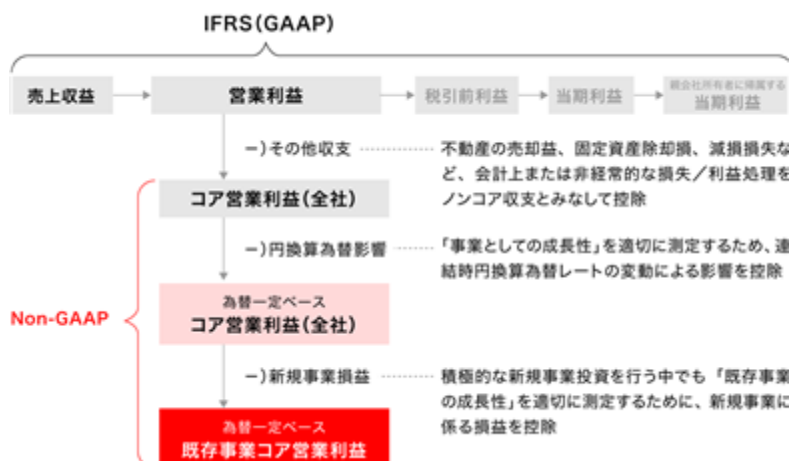 IFRS(GAAP)
売上収益
営業利益
税引前利益
当期利益
親会社所有者に帰属する
当期利益
ー)その他収支
不動産の売却益、固定資産除却損、減損損失な
ど、会計上または非経常的な損失／利益処理を
ノンコア収支とみなして控除
コア営業利益(全社)
ー)円換算為替影響
「事業としての成長性」を適切に測定するため、連
結時円換算為替レートの変動による影響を控除
Non-GAAP
為替一定ベース
コア営業利益(全社)
ー)新規事業損益
積極的な新規事業投資を行う中でも「既存事業
の成長性」を適切に測定するために、新規事業に
係る損益を控除
為替一定ベース
既存事業コア営業利益